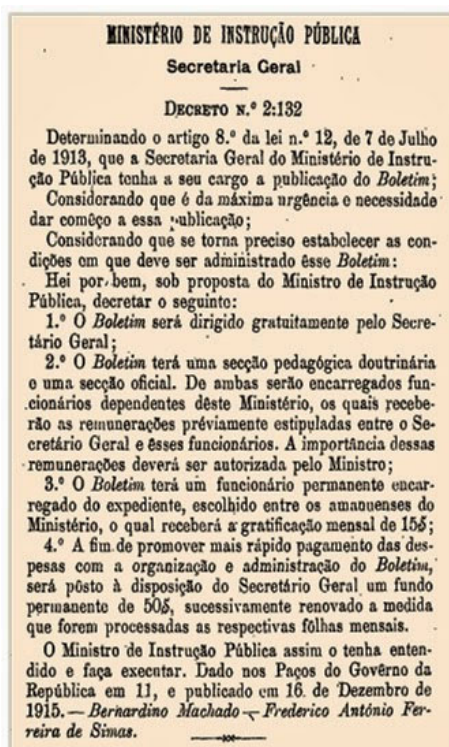 MINISTÉRIO DE INSTRUÇÃO PÚBLICA
Secretaria Geral
DECRETO N.º 2:132
Determinando o artigo 8.º da lei n.º 12, de 7 de Julho
de 1913, que a Secretaria Geral do Ministério de Instru-
ção Pública tenha a seu cargo a publicação do Boletim;
Considerando que é da máxima urgência e necessidade
dar comêço a essa publicação;
Considerando que se torna preciso estabelecer as con-
dições em que deve ser administrado êsse Boletim:
Hei por bem, sob proposta do Ministro de Instrução
Pública, decretar o seguinte:
1.º O Boletim será dirigido gratuitamente pelo Secre-
tário Geral;
2.º O Boletim terá uma secção pedagógica doutrinária
e uma secção oficial. De ambas serão encarregados fun-
cionários dependentes dêste Ministério, os quais recebe-
rão as remunerações préviamente estipuladas entre o Se-
cretário Geral e êsses funcionários. A importância dessas
remunerações deverá ser autorizada pelo Ministro;
3.º O Boletim terá um funcionário permanente encar-
regado do expediente, escolhido entre os amanuenses do
Ministério, o qual receberá a gratificação mensal de 15$;
4.º A fim de promover mais rápido pagamento das des-
pesas com a organização e administração do Boletim,
será pôsto à disposição do Secretário Geral um fundo
permanente de 50$, sucessivamente renovado a medida
que forem processadas as respectivas fôlhas mensais.
O Ministro de Instrução Pública assim o tenha enten-
dido e faça executar. Dado nos Paços do Govêrno da
República em 11, e publicado em 16 de Dezembro de
1915.—Bernardino Machado—Frederico António Fer-
reira de Simas.